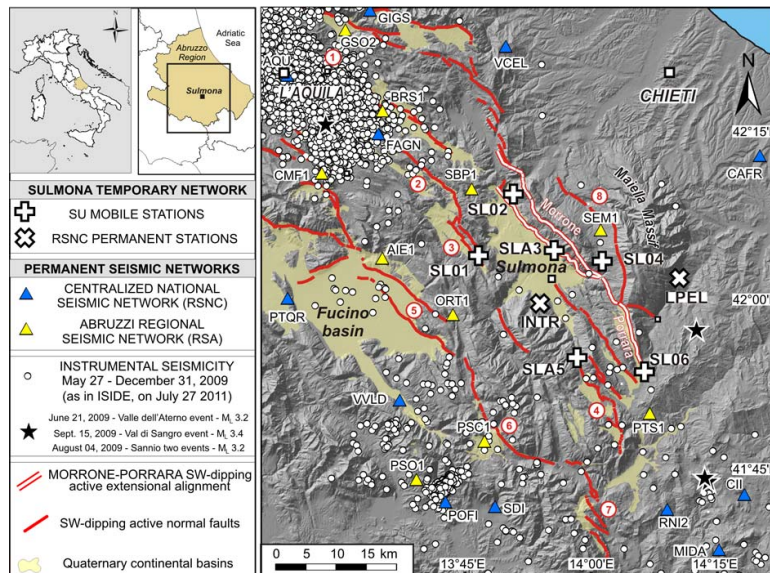 Adriatic
Sea
Abruzzo
Region
Sulmona
N
SULMONA TEMPORARY NETWORK
SU MOBILE STATIONS
RSNC PERMANENT STATIONS
PERMANENT SEISMIC NETWORKS
CENTRALIZED NATIONAL
SEISMIC NETWORK (RSNC)
ABRUZZI REGIONAL
SEISMIC NETWORK (RSA)
INSTRUMENTAL SEISMICITY
May 27 - December 31, 2009
(as in ISIDE, on July 27 2011)
June 21, 2009 - Valle dell'Aterno event - ML 3.2
Sept. 15, 2009 - Val di Sangro event - ML 3.4
August 04, 2009 - Sannio two events - ML 3.2
MORRONE-PORRARA SW-dipping
active extensional alignment
SW-dipping active normal faults
Quaternary continental basins
GIGS
GSO2
VCEL
1
AQU
L'AQUILA
CHIETI
N
BRS1
42°15'
FAGN
CAFR
CMF1
2
SBP1
8
Majella Massif
SL02
Morrone
SEM1
3
SLA3
SL04
AIE1
SL01
Sulmona
LPEL
42°00'
PTQR
Fucino
basin
5
ORT1
INTR
Porrara
SLA5
SL06
VVLD
4
PTS1
PSC1
6
41°45'
PSO1
CII
POFI
SDI
7
RNI2
MIDA
0 5 10 15 km
13°45'E
14°00'E
14°15'E